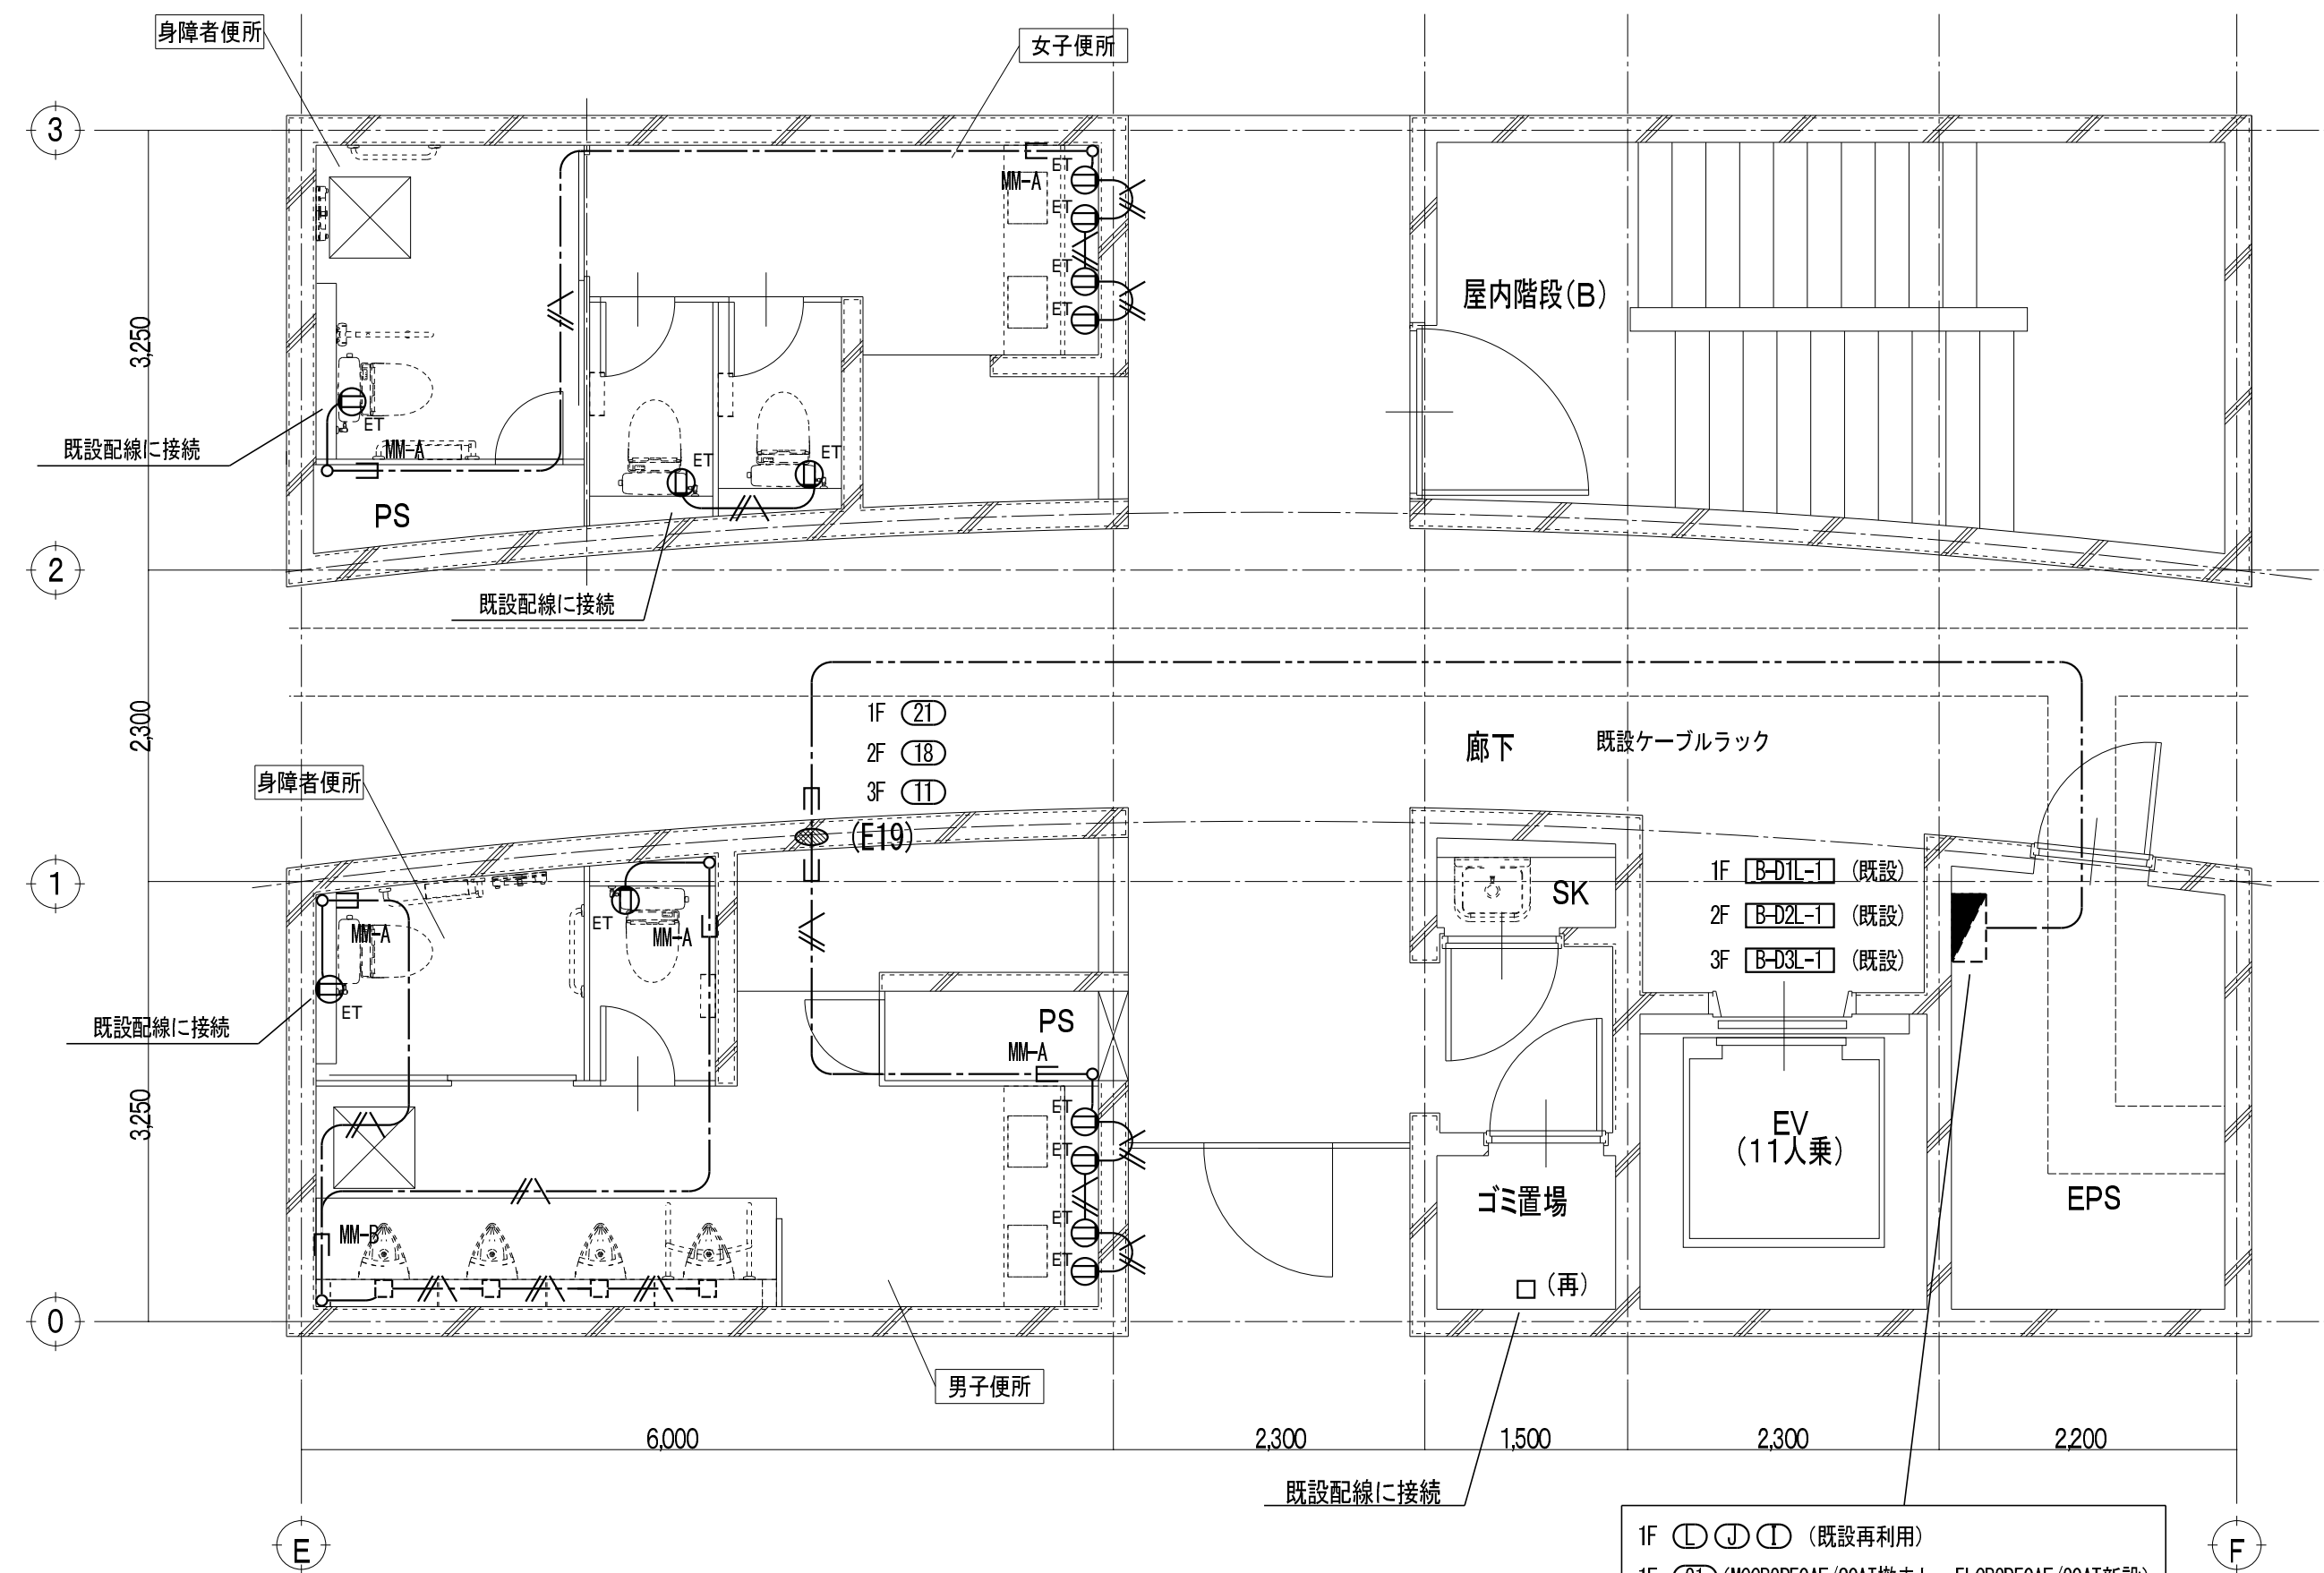 身障者便所
女子便所
3
ET
MM-A
ET
ET
ET
屋内階段(B)
3,250
既設配線に接続
ET
MM-A
ET
ET
PS
2
既設配線に接続
2,300
1F 21
2F 18
3F 11
廊下
既設ケーブルラック
身障者便所
(E19)
1
SK
1F B-D1L-1 (既設)
2F B-D2L-1 (既設)
3F B-D3L-1 (既設)
MM-A
ET
MM-A
ET
既設配線に接続
PS
MM-A
3,250
ET
ET
ET
ET
EV
(11人乗)
ゴミ置場
EPS
MM-B
(再)
0
男子便所
6,000
2,300
1,500
2,300
2,200
既設配線に接続
E
F
1F L J I (既設再利用)